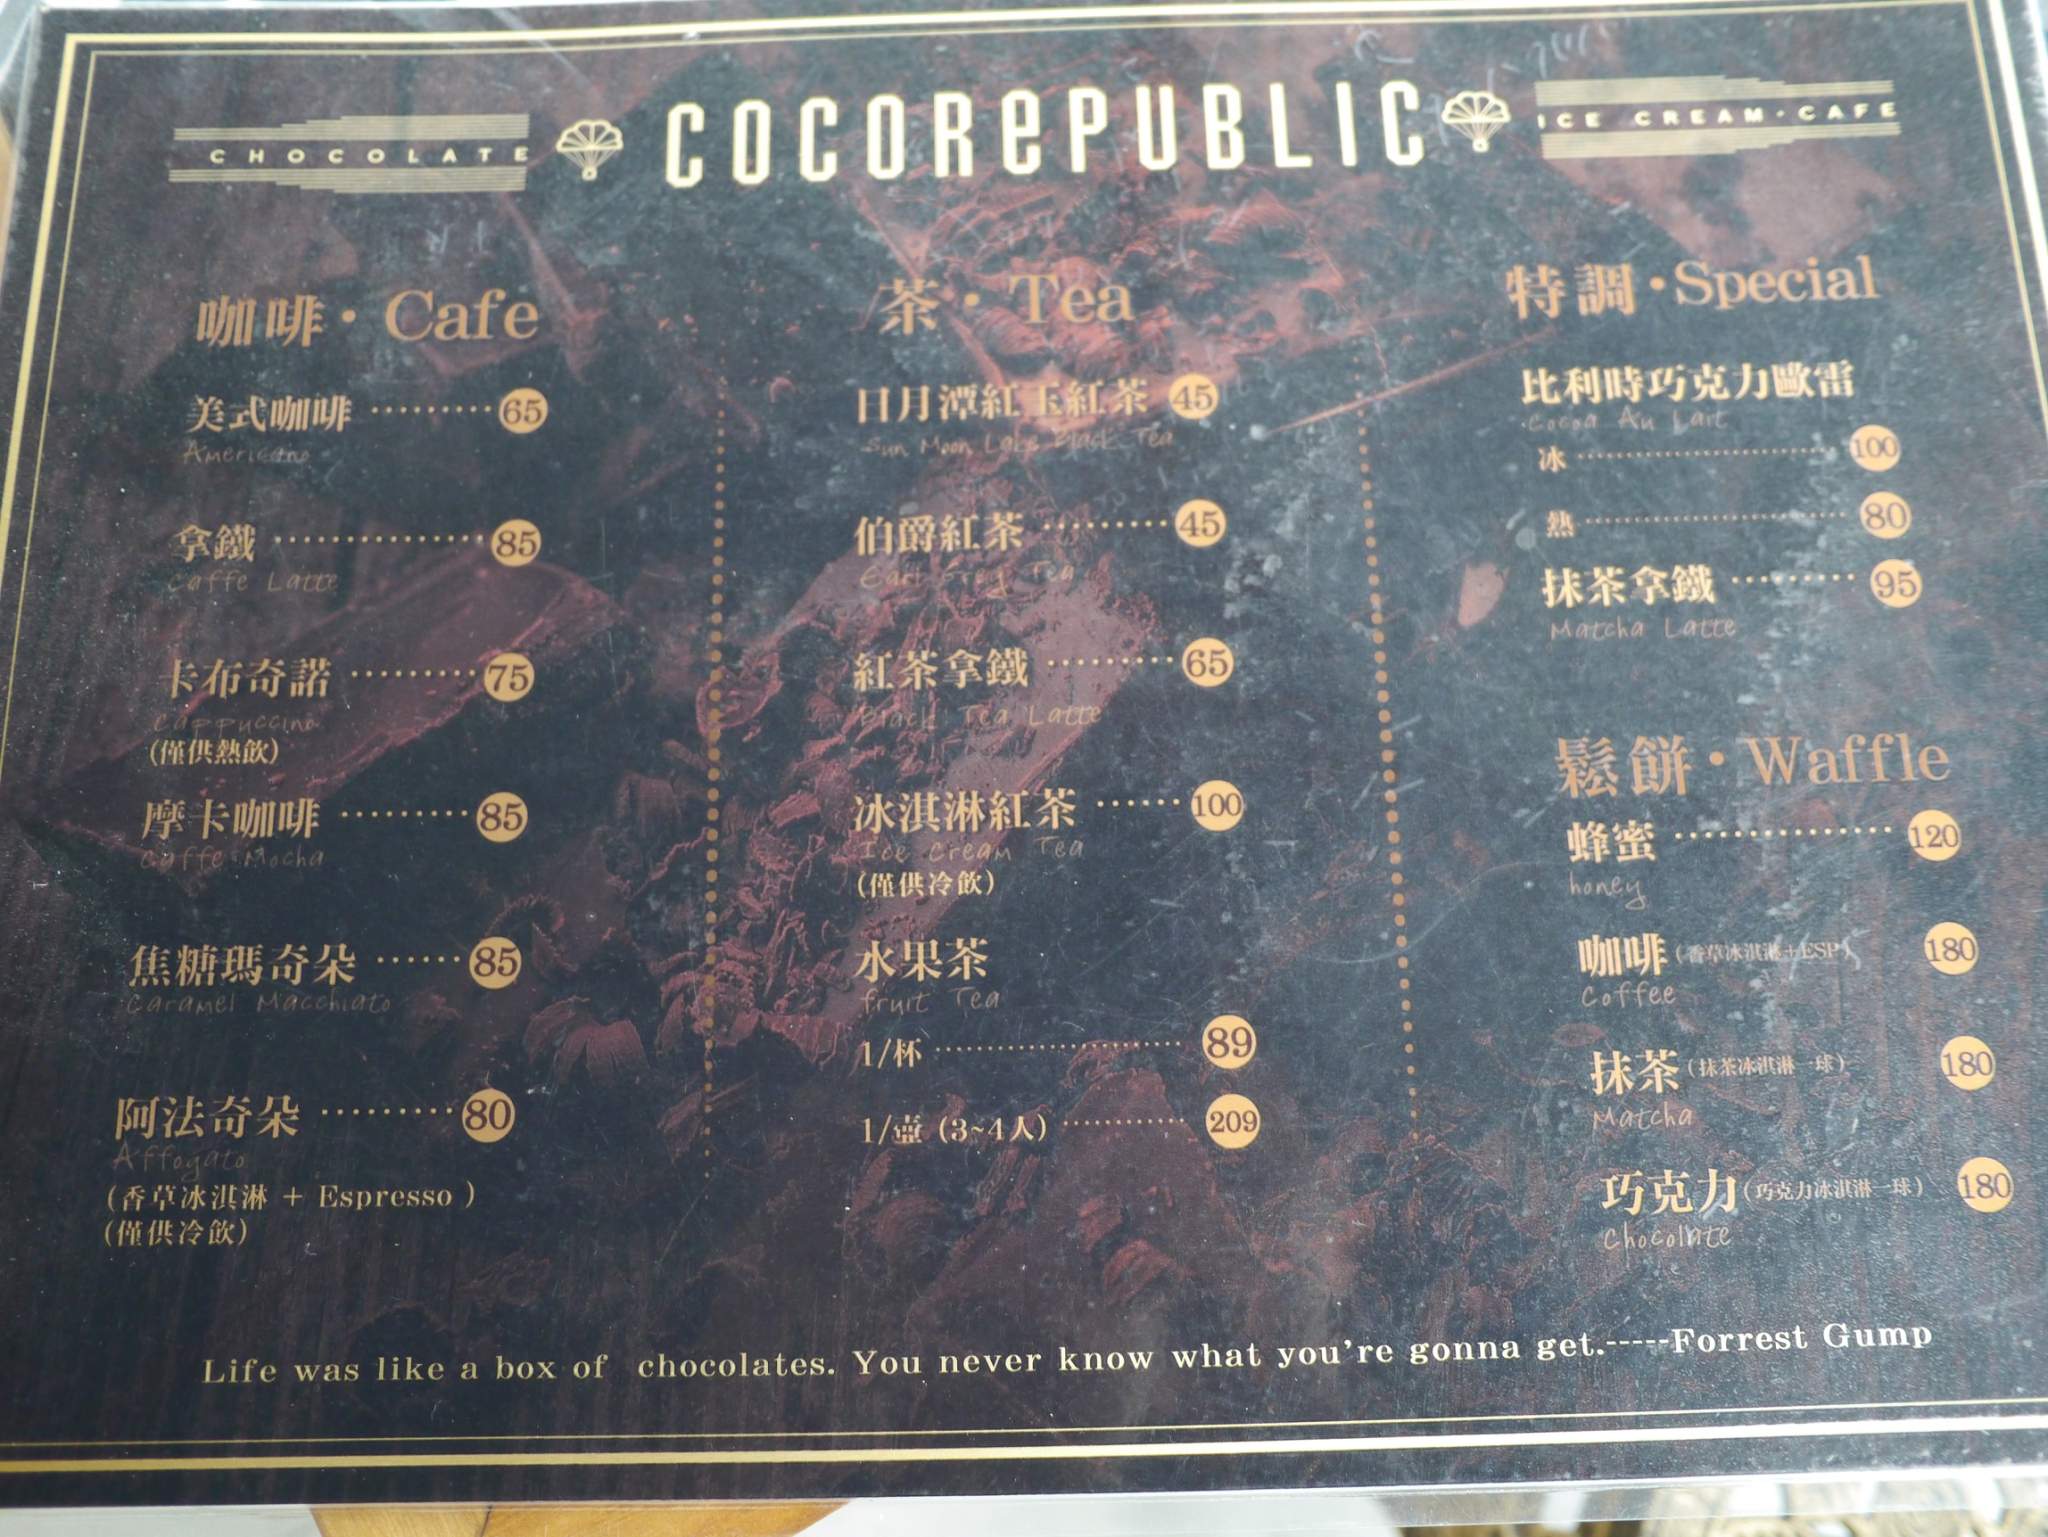 CHOCOLATE
COCOREPUBLIC
ICE CREAM·CAFE
咖啡·Cafe
美式咖啡 ·········· 65
Americano
拿鐵 ················· 85
Caffe Latte
卡布奇諾 ·········· 75
Cappuccino
(僅供熱飲)
摩卡咖啡 ·········· 85
Caffe Mocha
焦糖瑪奇朵 ······ 85
Caramel Macchiato
阿法奇朵 ·········· 80
Affogato
(香草冰淇淋 + Espresso )
(僅供冷飲)
茶·Tea
日月潭紅玉紅茶 45
Sun Moon Lake Black Tea
伯爵紅茶 ·········· 45
Earl Grey Tea
紅茶拿鐵 ·········· 65
Black Tea Latte
冰淇淋紅茶 ······ 100
Ice Cream Tea
(僅供冷飲)
水果茶
fruit Tea
1/杯 ························ 89
1/壺 (3~4人) ············ 209
特調·Special
比利時巧克力歐蕾
Cocoa Au Lait
冰 ························ 100
熱 ························ 80
抹茶拿鐵 ·········· 95
Matcha Latte
鬆餅·Waffle
蜂蜜 ················· 120
honey
咖啡 (香草冰淇淋+ESP) 180
Coffee
抹茶 (抹茶冰淇淋一球) 180
Matcha
巧克力 (巧克力冰淇淋一球) 180
Chocolate
Life was like a box of chocolates. You never know what you're gonna get.-----Forrest Gump